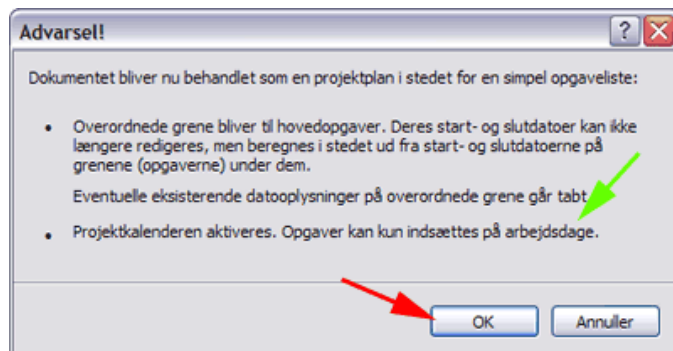 Advarsel!
Dokumentet bliver nu behandlet som en projektplan i stedet for en simpel opgaveliste:
• Overordnede grene bliver til hovedopgaver. Deres start- og slutdatoer kan ikke
længere redigeres, men beregnes i stedet ud fra start- og slutdatoerne på
grenene (opgaverne) under dem.
Eventuelle eksisterende datooplysninger på overordnede grene går tabt
• Projektkalenderen aktiveres. Opgaver kan kun indsættes på arbejdsdage.
OK
Annuller